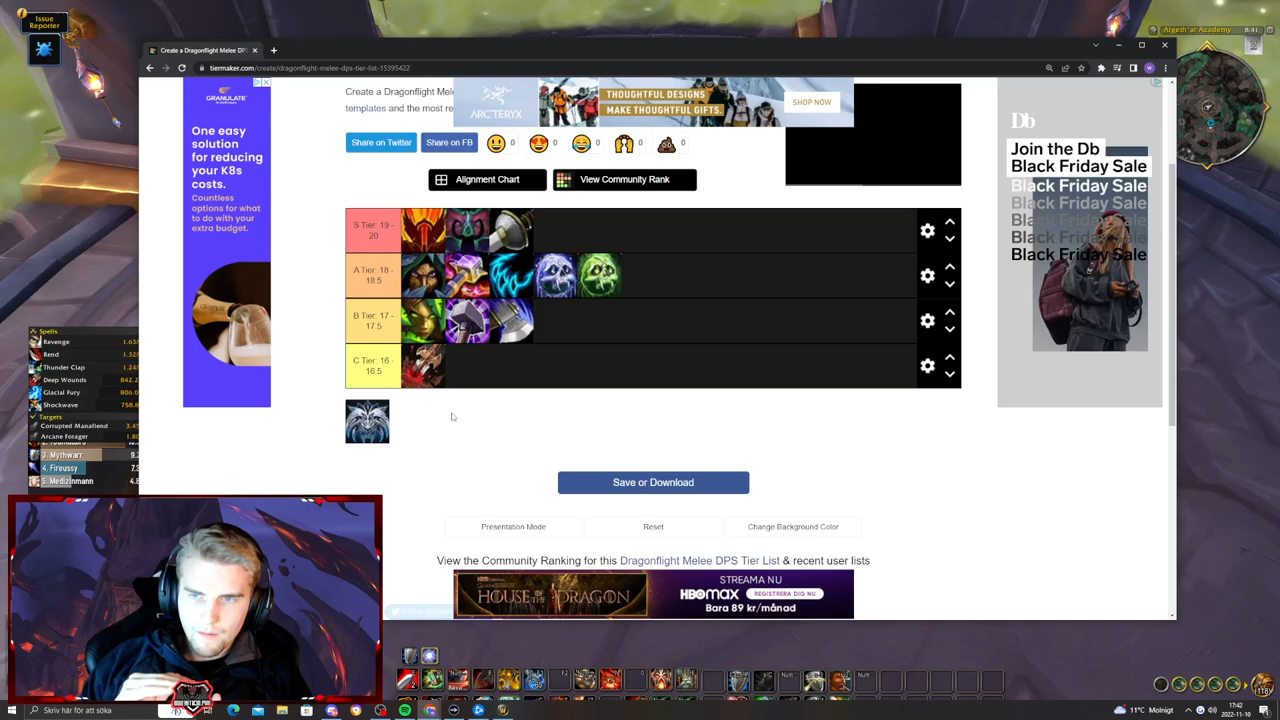 Issue
Reporter
Algeth'ar Academy
8:41
Create a Dragonflight Melee DPS
tiermaker.com/create/dragonflight-melee-dps-tier-list-15395422
GRANULATE
One easy
solution
for reducing
your K8s
costs.
Countless
options for what
to do with your
extra budget.
Create a Dragonflight Mele
templates and the most re
ARC'TERYX
THOUGHTFUL DESIGNS
MAKE THOUGHTFUL GIFTS.
SHOP NOW
Share on Twitter
Share on FB
0
0
0
0
0
Alignment Chart
View Community Rank
Db
Join the Db
Black Friday Sale
Black Friday Sale
Black Friday Sale
Black Friday Sale
Black Friday Sale
Black Friday Sale
S Tier: 19 -
20
A Tier: 18 -
18.5
B Tier: 17 -
17.5
C Tier: 16 -
16.5
Spells
Revenge
Rend
Thunder Clap
Deep Wounds
Glacial Fury
Shockwave
Targets
Corrupted Manafiend
Arcane Forager
3. Mythwarr
4. Fireussy
5. Medizinmann
Save or Download
Presentation Mode
Reset
Change Background Color
View the Community Ranking for this Dragonflight Melee DPS Tier List & recent user lists
HOUSE OF THE DRAGON
STREAMA NU
HBOMAX
REGISTRERA DIG NU
Bara 89 kr/månad
Skriv här för att söka
11°C Molnigt
17:42
2022-11-10